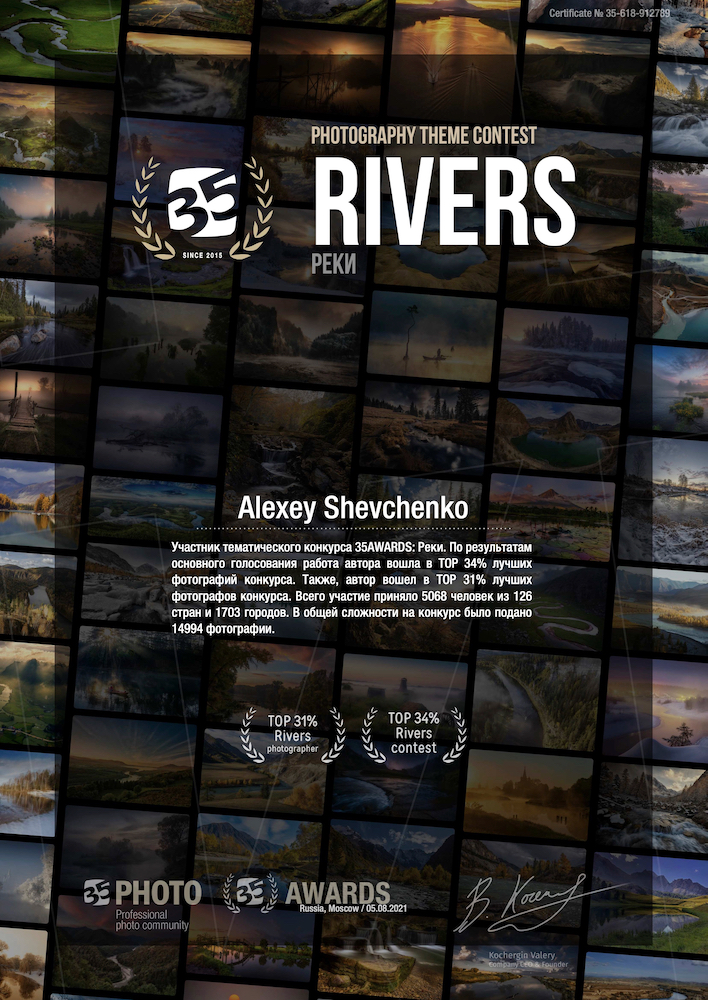 Certificate № 35-618-912789
PHOTOGRAPHY THEME CONTEST
RIVERS
РЕКИ
35
SINCE 2015
Alexey Shevchenko
Участник тематического конкурса 35AWARDS: Реки. По результатам
основного голосования работа автора вошла в TOP 34% лучших
фотографий конкурса. Также, автор вошел в TOP 31% лучших
фотографов конкурса. Всего участие приняло 5068 человек из 126
стран и 1703 городов. В общей сложности на конкурс было подано
14994 фотографии.
TOP 31%
Rivers
photographer
TOP 34%
Rivers
contest
35 PHOTO
Professional
photo community
35 AWARDS
Russia, Moscow / 05.08.2021
Kochergin Valery
Company CEO & Founder